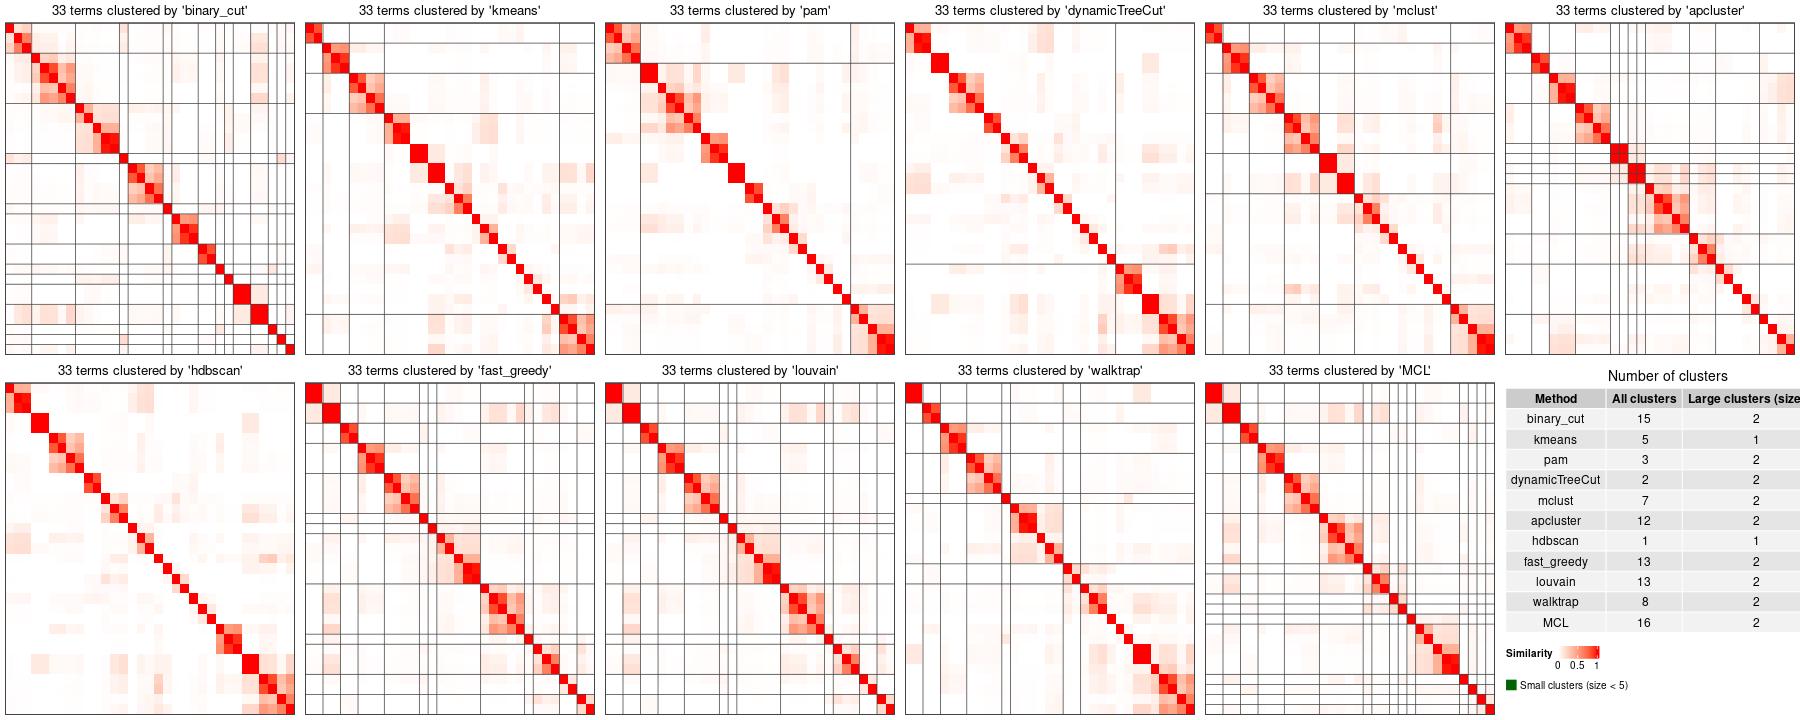 33 terms clustered by 'binary_cut'
33 terms clustered by 'kmeans'
33 terms clustered by 'pam'
33 terms clustered by 'dynamicTreeCut'
33 terms clustered by 'mclust'
33 terms clustered by 'apcluster'
33 terms clustered by 'hdbscan'
33 terms clustered by 'fast_greedy'
33 terms clustered by 'louvain'
33 terms clustered by 'walktrap'
33 terms clustered by 'MCL'
Number of clusters
Method All clusters Large clusters (size
binary_cut 15 2
kmeans 5 1
pam 3 2
dynamicTreeCut 2 2
mclust 7 2
apcluster 12 2
hdbscan 1 1
fast_greedy 13 2
louvain 13 2
walktrap 8 2
MCL 16 2
Similarity
0 0.5 1
Small clusters (size < 5)